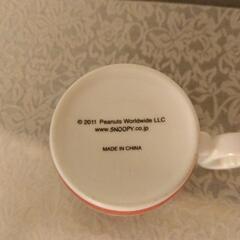 © 2011 Peanuts Worldwide LLC
www.SNOOPY.co.jp
MADE IN CHINA